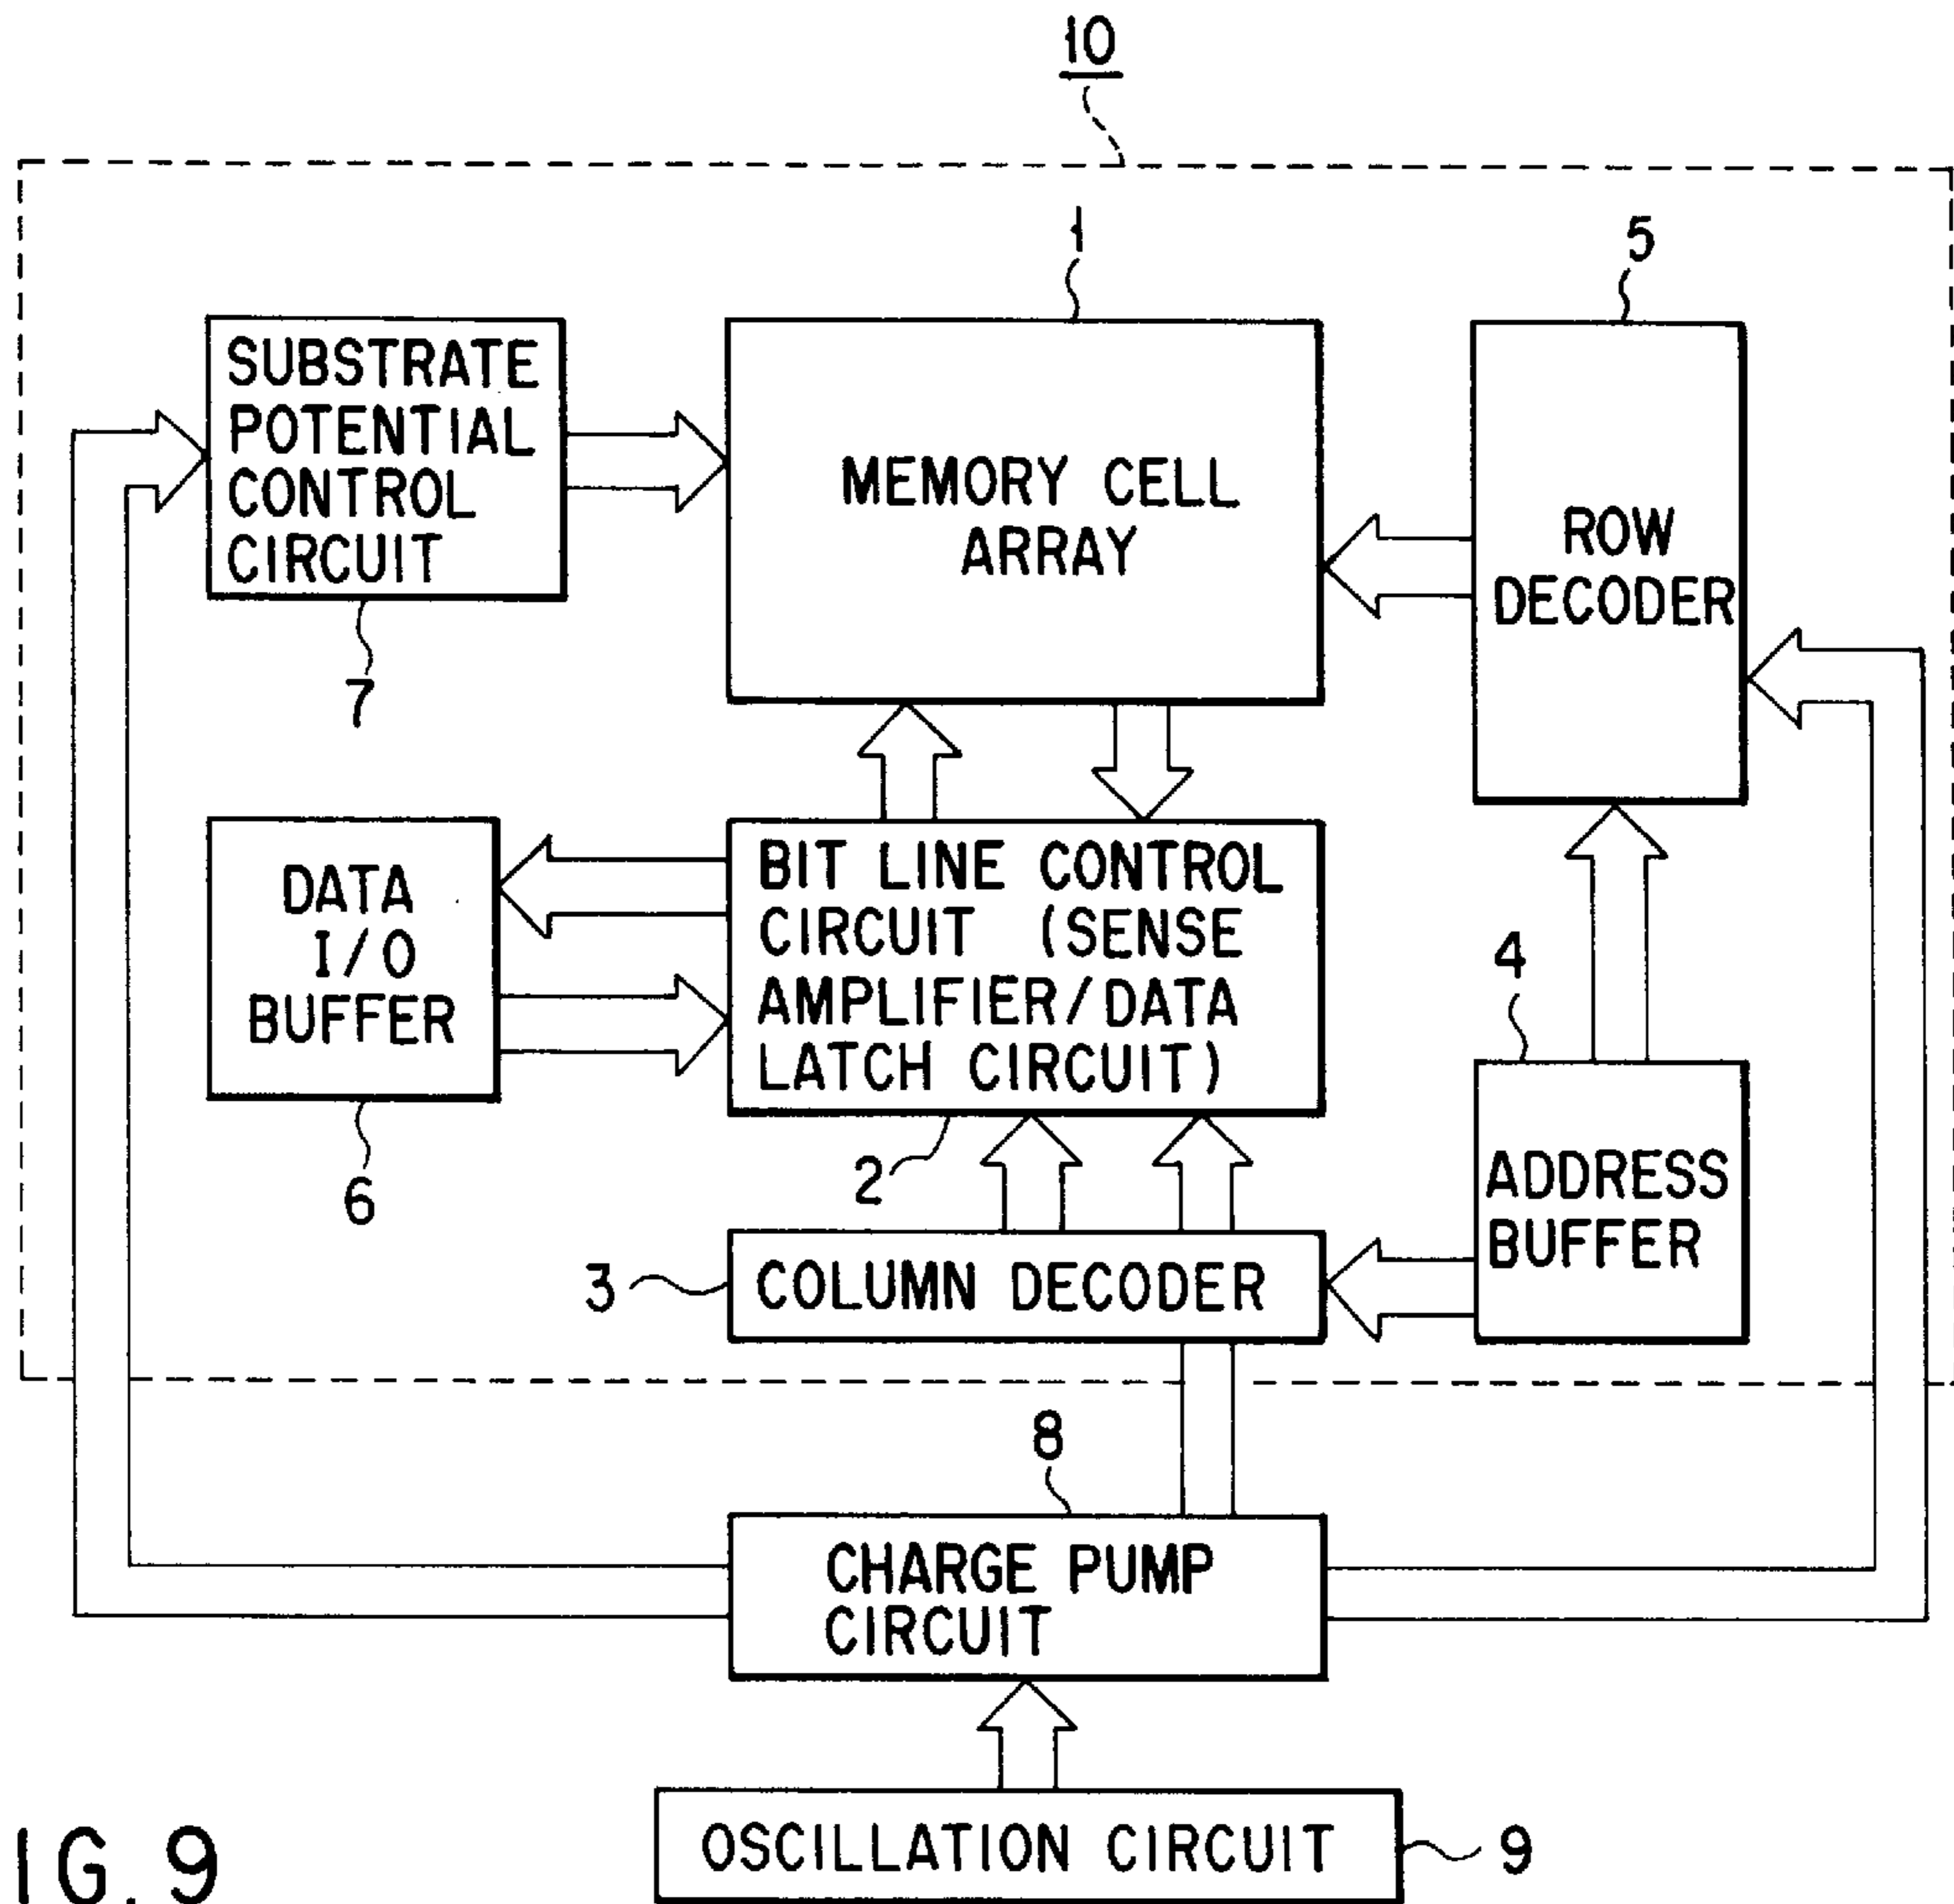 10
1
5
SUBSTRATE
POTENTIAL
CONTROL
CIRCUIT
7
MEMORY CELL
ARRAY
ROW
DECODER
DATA
I/O
BUFFER
6
BIT LINE CONTROL
CIRCUIT (SENSE
AMPLIFIER/DATA
LATCH CIRCUIT)
2
4
ADDRESS
BUFFER
3
COLUMN DECODER
8
CHARGE PUMP
CIRCUIT
OSCILLATION CIRCUIT
9
IG. 9